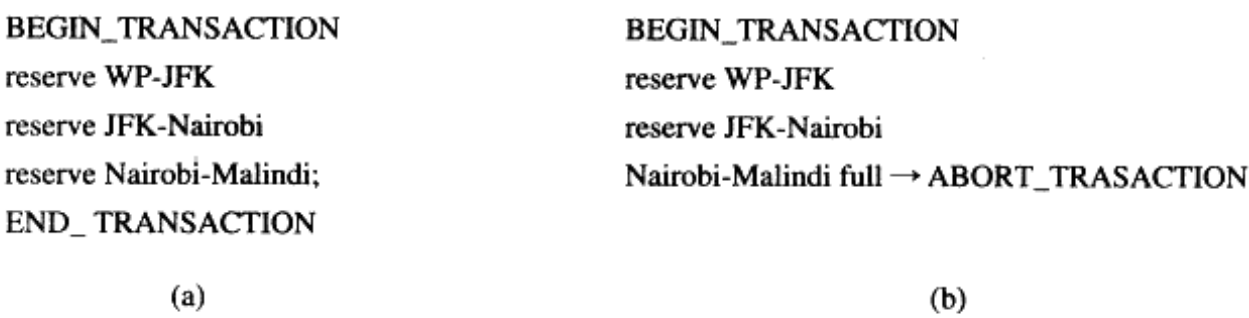 BEGIN_TRANSACTION
reserve WP-JFK
reserve JFK-Nairobi
reserve Nairobi-Malindi;
END_ TRANSACTION
(a)
BEGIN_TRANSACTION
reserve WP-JFK
reserve JFK-Nairobi
Nairobi-Malindi full → ABORT_TRASACTION
(b)